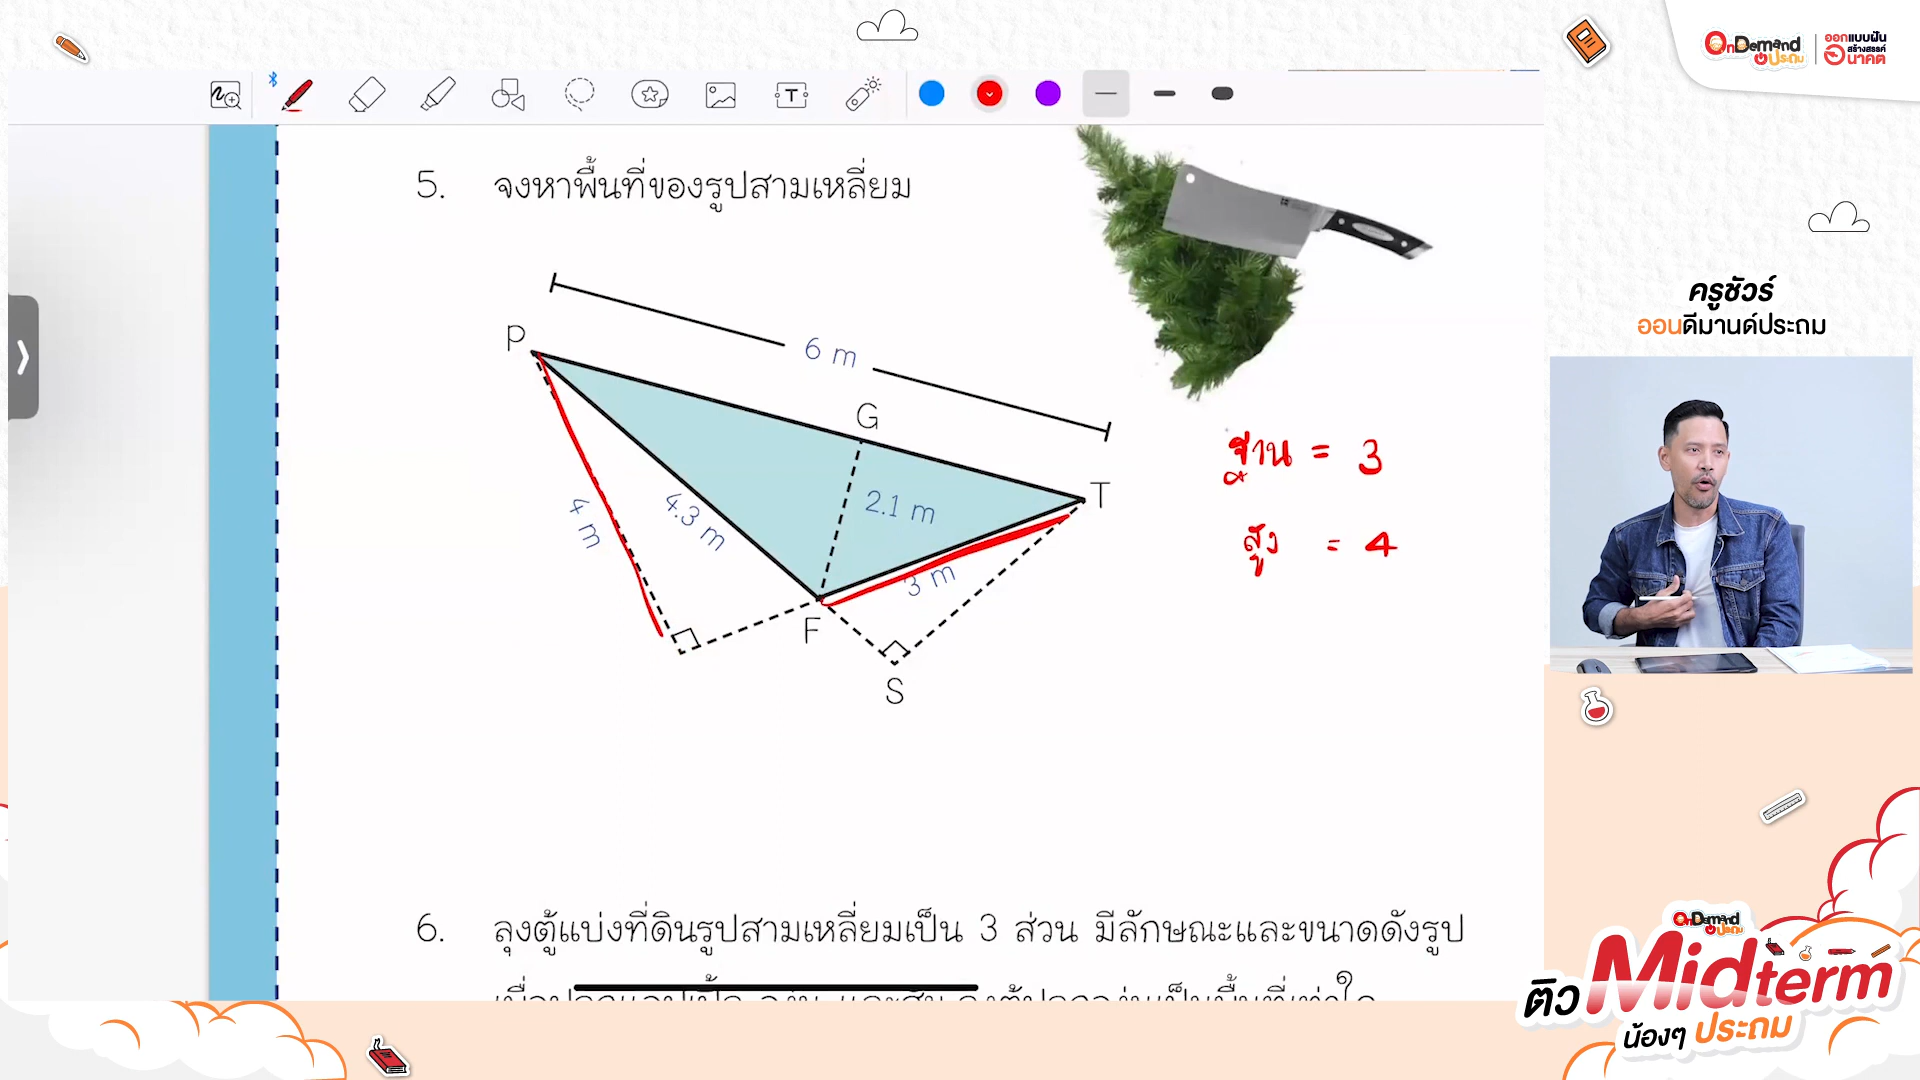 OnDemand ประถม
ออกแบบฝัน สร้างสรรค์ อนาคต
5. จงหาพื้นที่ของรูปสามเหลี่ยม
P
6 m
G
T
4 m
4.3 m
2.1 m
3 m
F
S
ฐาน = 3
สูง = 4
ครูชัวร์
ออนดีมานด์ประถม
6. ลุงตู้แบ่งที่ดินรูปสามเหลี่ยมเป็น 3 ส่วน มีลักษณะและขนาดดังรูป
OnDemand ประถม
ติว Midterm
น้องๆ ประถม